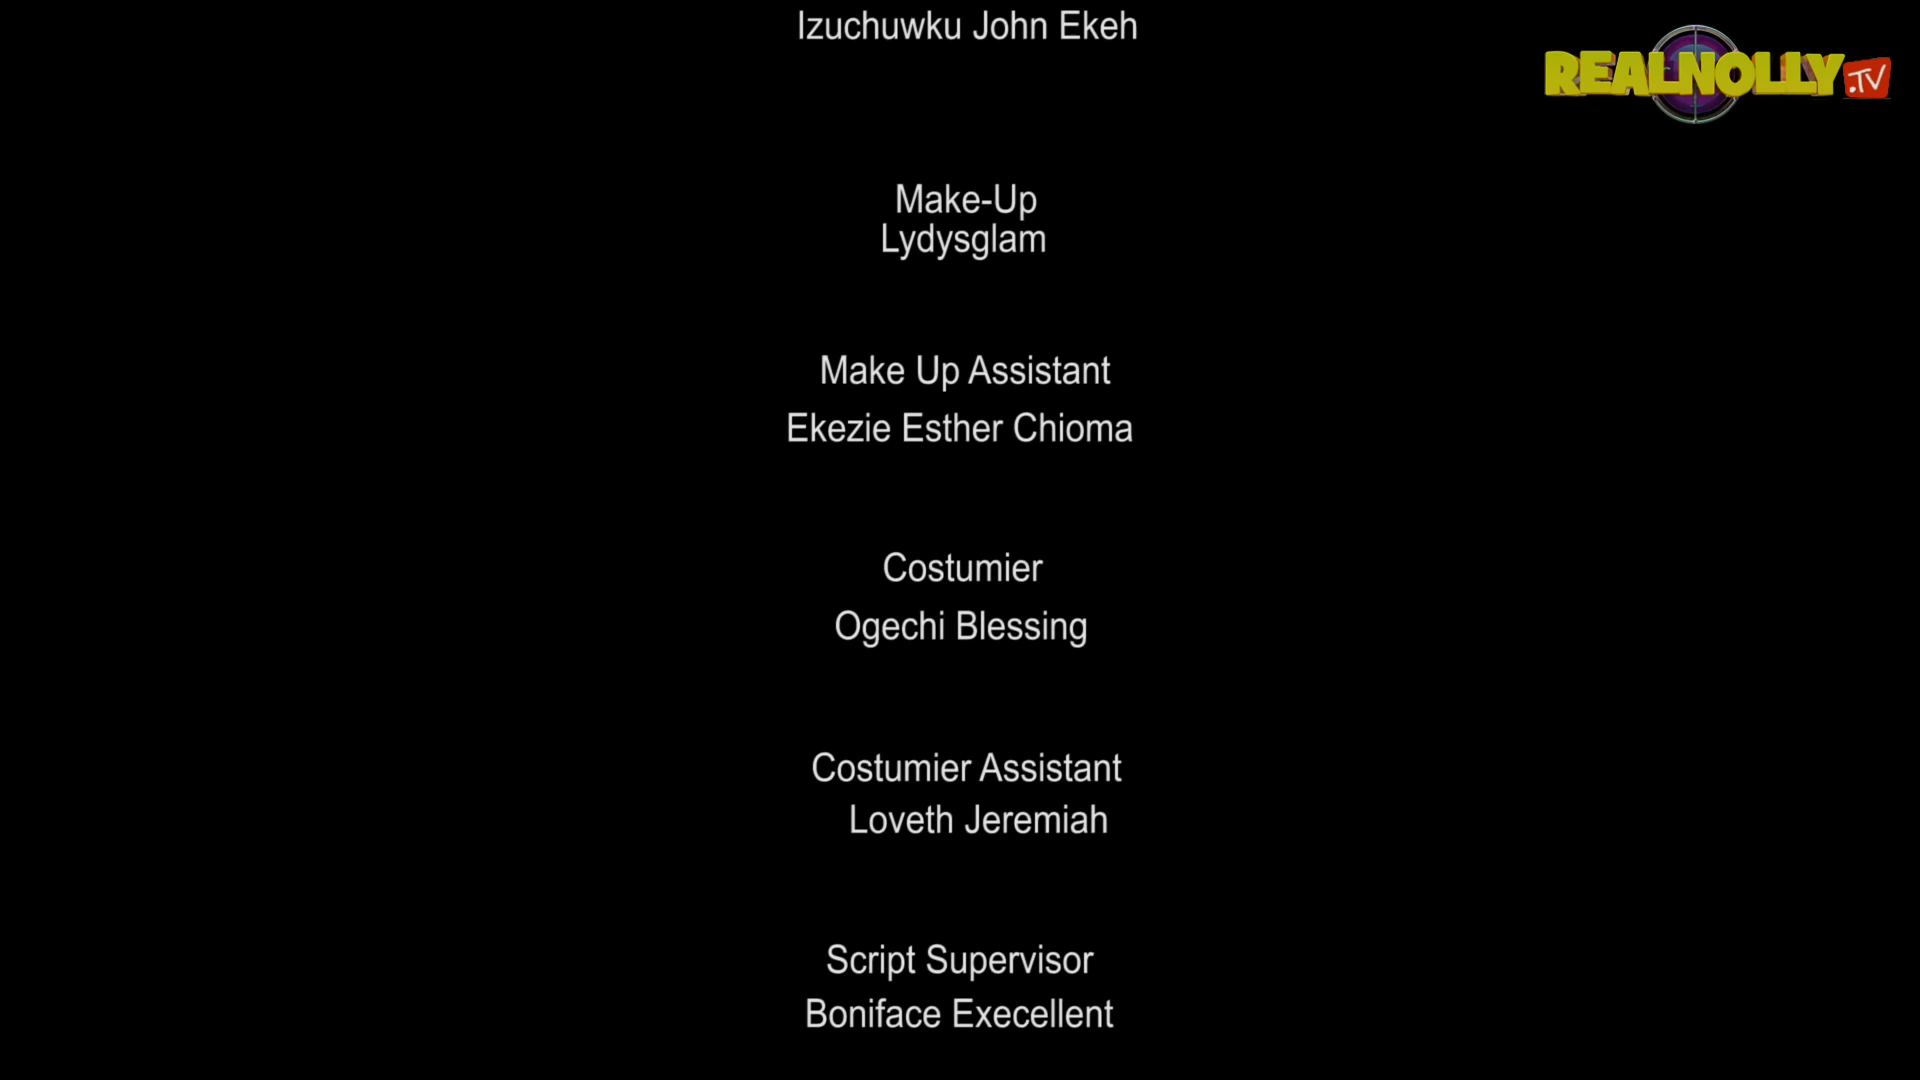 Izuchuwku John Ekeh
REALNOLLY.TV
Make-Up
Lydysglam
Make Up Assistant
Ekezie Esther Chioma
Costumier
Ogechi Blessing
Costumier Assistant
Loveth Jeremiah
Script Supervisor
Boniface Execellent